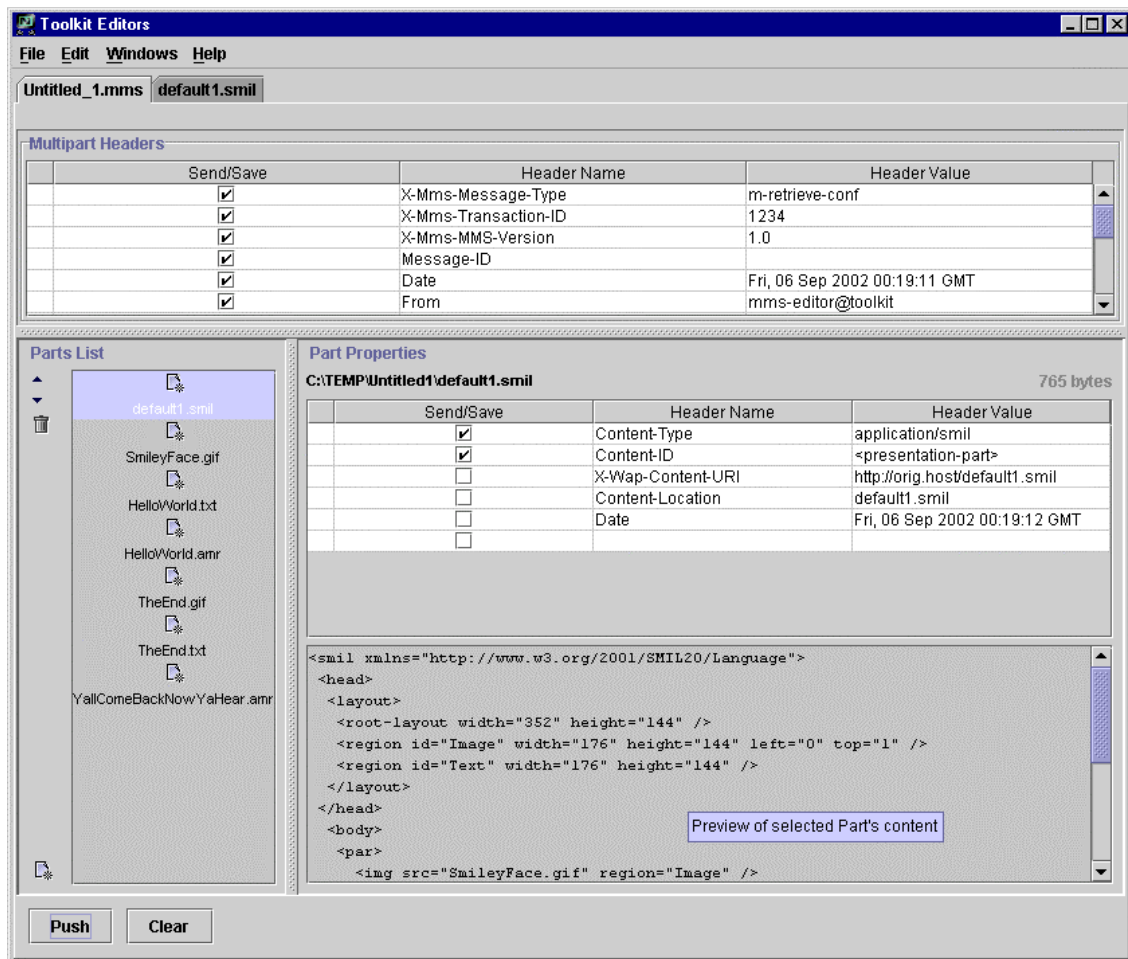 Toolkit Editors
File Edit Windows Help
Untitled_1.mms default1.smil
Multipart Headers
Send/Save Header Name Header Value
X-Mms-Message-Type m-retrieve-conf
X-Mms-Transaction-ID 1234
X-Mms-MMS-Version 1.0
Message-ID
Date Fri, 06 Sep 2002 00:19:11 GMT
From mms-editor@toolkit
Parts List
default1.smil
SmileyFace.gif
HelloWorld.txt
HelloWorld.amr
TheEnd.gif
TheEnd.txt
YallComeBackNowYaHear.amr
Part Properties
C:\TEMP\Untitled1\default1.smil 765 bytes
Send/Save Header Name Header Value
Content-Type application/smil
Content-ID <presentation-part>
X-Wap-Content-URI http://orig.host/default1.smil
Content-Location default1.smil
Date Fri, 06 Sep 2002 00:19:12 GMT
<smil xmlns="http://www.w3.org/2001/SMIL20/Language">
<head>
<layout>
<root-layout width="352" height="144" />
<region id="Image" width="176" height="144" left="0" top="1" />
<region id="Text" width="176" height="144" />
</layout>
</head>
<body>
<par>
<img src="SmileyFace.gif" region="Image" />
Preview of selected Part's content
Push Clear